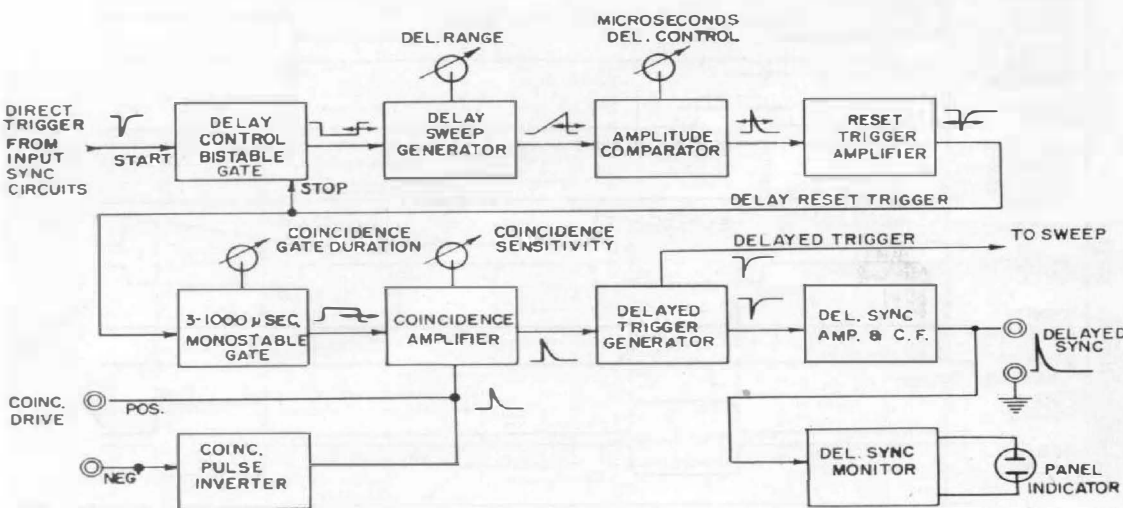 MICROSECONDS
DEL. CONTROL
DEL. RANGE
DIRECT
TRIGGER
FROM
INPUT
SYNC
CIRCUITS
START
DELAY
CONTROL
BISTABLE
GATE
DELAY
SWEEP
GENERATOR
AMPLITUDE
COMPARATOR
RESET
TRIGGER
AMPLIFIER
STOP
DELAY RESET TRIGGER
COINCIDENCE
GATE DURATION
COINCIDENCE
SENSITIVITY
DELAYED TRIGGER
TO SWEEP
3-1000 μ SEC.
MONOSTABLE
GATE
COINCIDENCE
AMPLIFIER
DELAYED
TRIGGER
GENERATOR
DEL. SYNC
AMP. & C.F.
DELAYED
SYNC
COINC.
DRIVE
POS.
NEG
COINC.
PULSE
INVERTER
DEL. SYNC
MONITOR
PANEL
INDICATOR